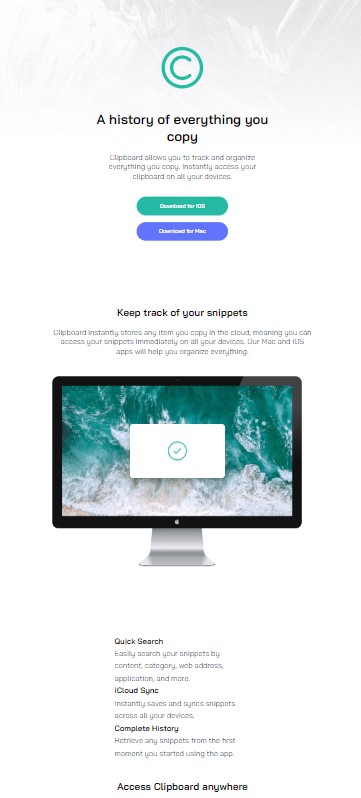 A history of everything you
copy
Clipboard allows you to track and organize
everything you copy. Instantly access your
clipboard on all your devices.
Download for iOS
Download for Mac
Keep track of your snippets
Clipboard instantly stores any item you copy in the cloud, meaning you can
access your snippets immediately on all your devices. Our Mac and iOS
apps will help you organize everything.
Quick Search
Easily search your snippets by
content, category, web address,
application, and more.
iCloud Sync
Instantly saves and syncs snippets
across all your devices.
Complete History
Retrieve any snippets from the first
moment you started using the app.
Access Clipboard anywhere